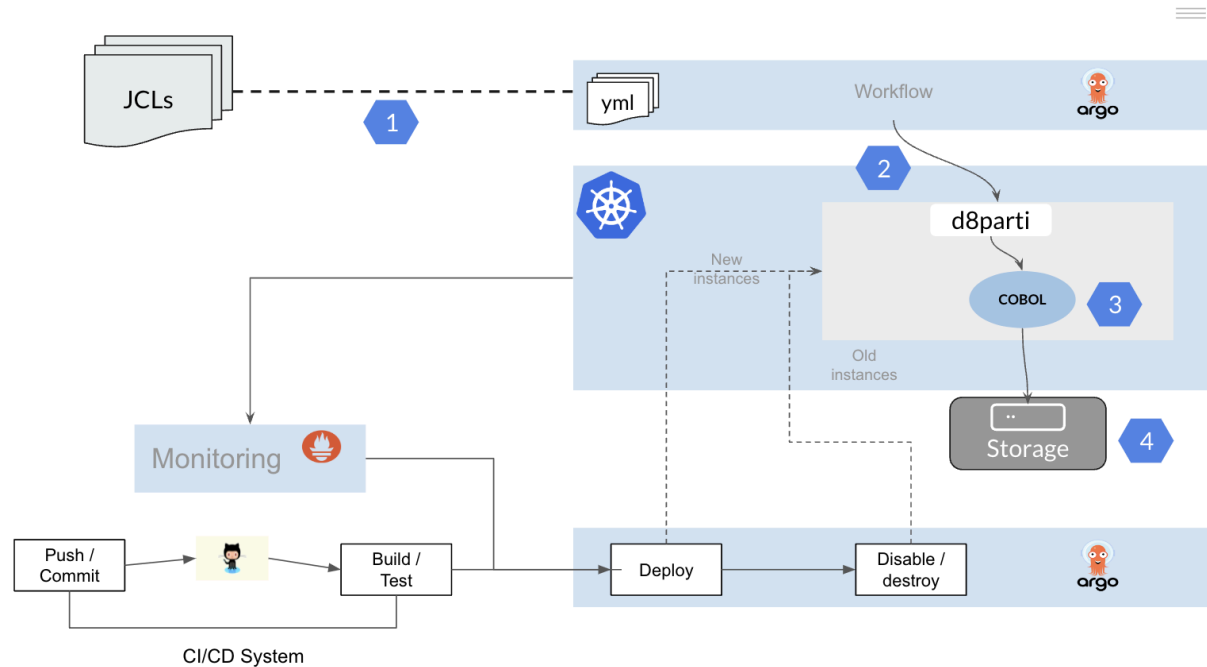 JCLs
1
yml
Workflow
argo
2
d8parti
New
instances
COBOL
3
Old
instances
Storage
4
Monitoring
Push /
Commit
Build /
Test
Deploy
Disable /
destroy
argo
CI/CD System